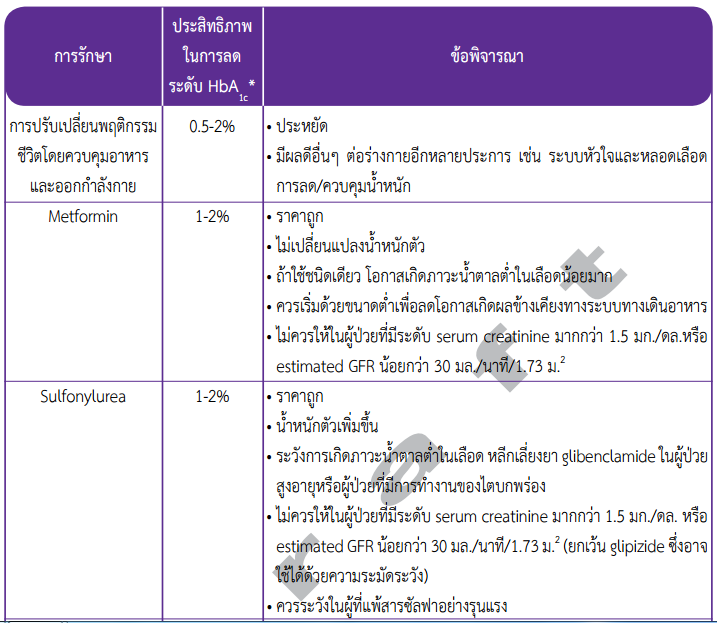 การรักษา
ประสิทธิภาพ
ในการลด
ระดับ HbA1c*
ข้อพิจารณา
การปรับเปลี่ยนพฤติกรรม
ชีวิตโดยควบคุมอาหาร
และออกกำลังกาย
0.5-2%
• ประหยัด
• มีผลดีอื่นๆ ต่อร่างกายอีกหลายประการ เช่น ระบบหัวใจและหลอดเลือด
การลด/ควบคุมน้ำหนัก
Metformin
1-2%
• ราคาถูก
• ไม่เปลี่ยนแปลงน้ำหนักตัว
• ถ้าใช้ชนิดเดียว โอกาสเกิดภาวะน้ำตาลต่ำในเลือดน้อยมาก
• ควรเริ่มด้วยขนาดต่ำเพื่อลดโอกาสเกิดผลข้างเคียงทางระบบทางเดินอาหาร
• ไม่ควรให้ในผู้ป่วยที่มีระดับ serum creatinine มากกว่า 1.5 มก./ดล.หรือ
estimated GFR น้อยกว่า 30 มล./นาที/1.73 ม.2
Sulfonylurea
1-2%
• ราคาถูก
• น้ำหนักตัวเพิ่มขึ้น
• ระวังการเกิดภาวะน้ำตาลต่ำในเลือด หลีกเลี่ยงยา glibenclamide ในผู้ป่วย
สูงอายุหรือผู้ป่วยที่มีการทำงานของไตบกพร่อง
• ไม่ควรให้ในผู้ป่วยที่มีระดับ serum creatinine มากกว่า 1.5 มก./ดล. หรือ
estimated GFR น้อยกว่า 30 มล./นาที/1.73 ม.2 (ยกเว้น glipizide ซึ่งอาจ
ใช้ได้ด้วยความระมัดระวัง)
• ควรระวังในผู้ที่แพ้สารซัลฟาอย่างรุนแรง
raft